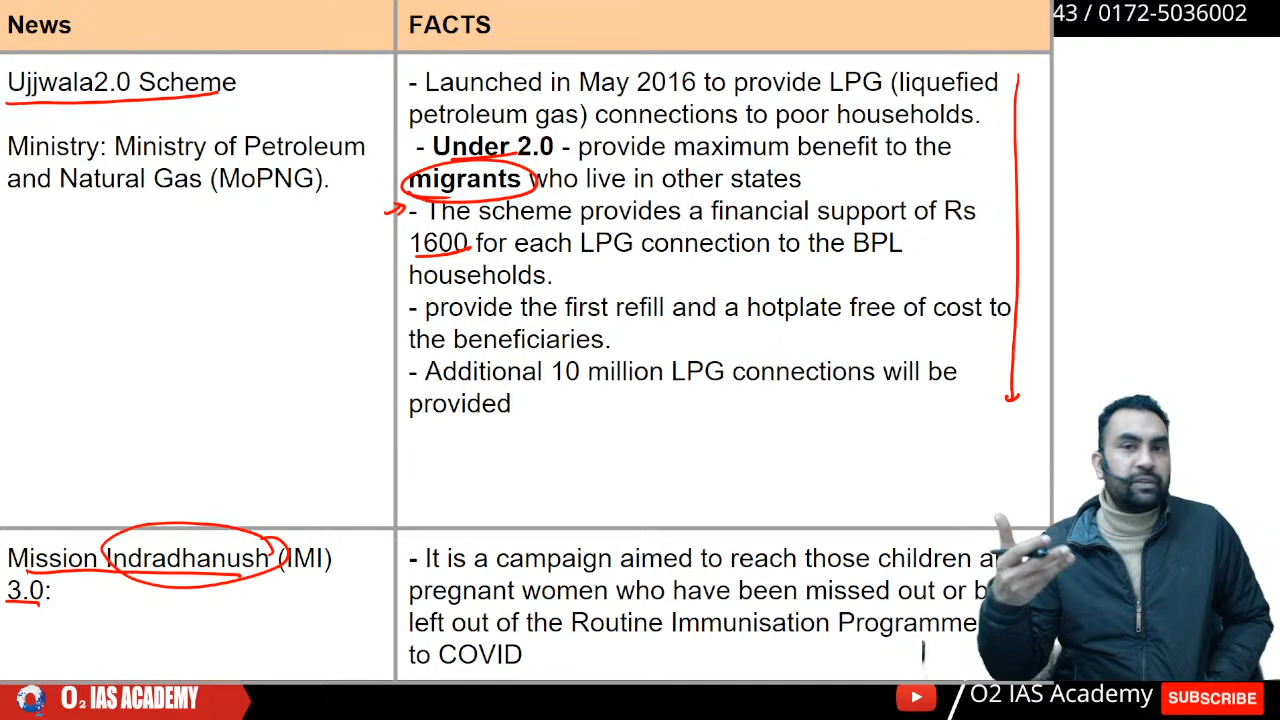 43 / 0172-5036002
News
FACTS
Ujjwala2.0 Scheme
Ministry: Ministry of Petroleum
and Natural Gas (MoPNG).
- Launched in May 2016 to provide LPG (liquefied
petroleum gas) connections to poor households.
- Under 2.0 - provide maximum benefit to the
migrants who live in other states
- The scheme provides a financial support of Rs
1600 for each LPG connection to the BPL
households.
- provide the first refill and a hotplate free of cost to
the beneficiaries.
- Additional 10 million LPG connections will be
provided
Mission Indradhanush (IMI)
3.0:
- It is a campaign aimed to reach those children
pregnant women who have been missed out or
left out of the Routine Immunisation Programme
to COVID
O2 IAS ACADEMY
/ O2 IAS Academy
SUBSCRIBE